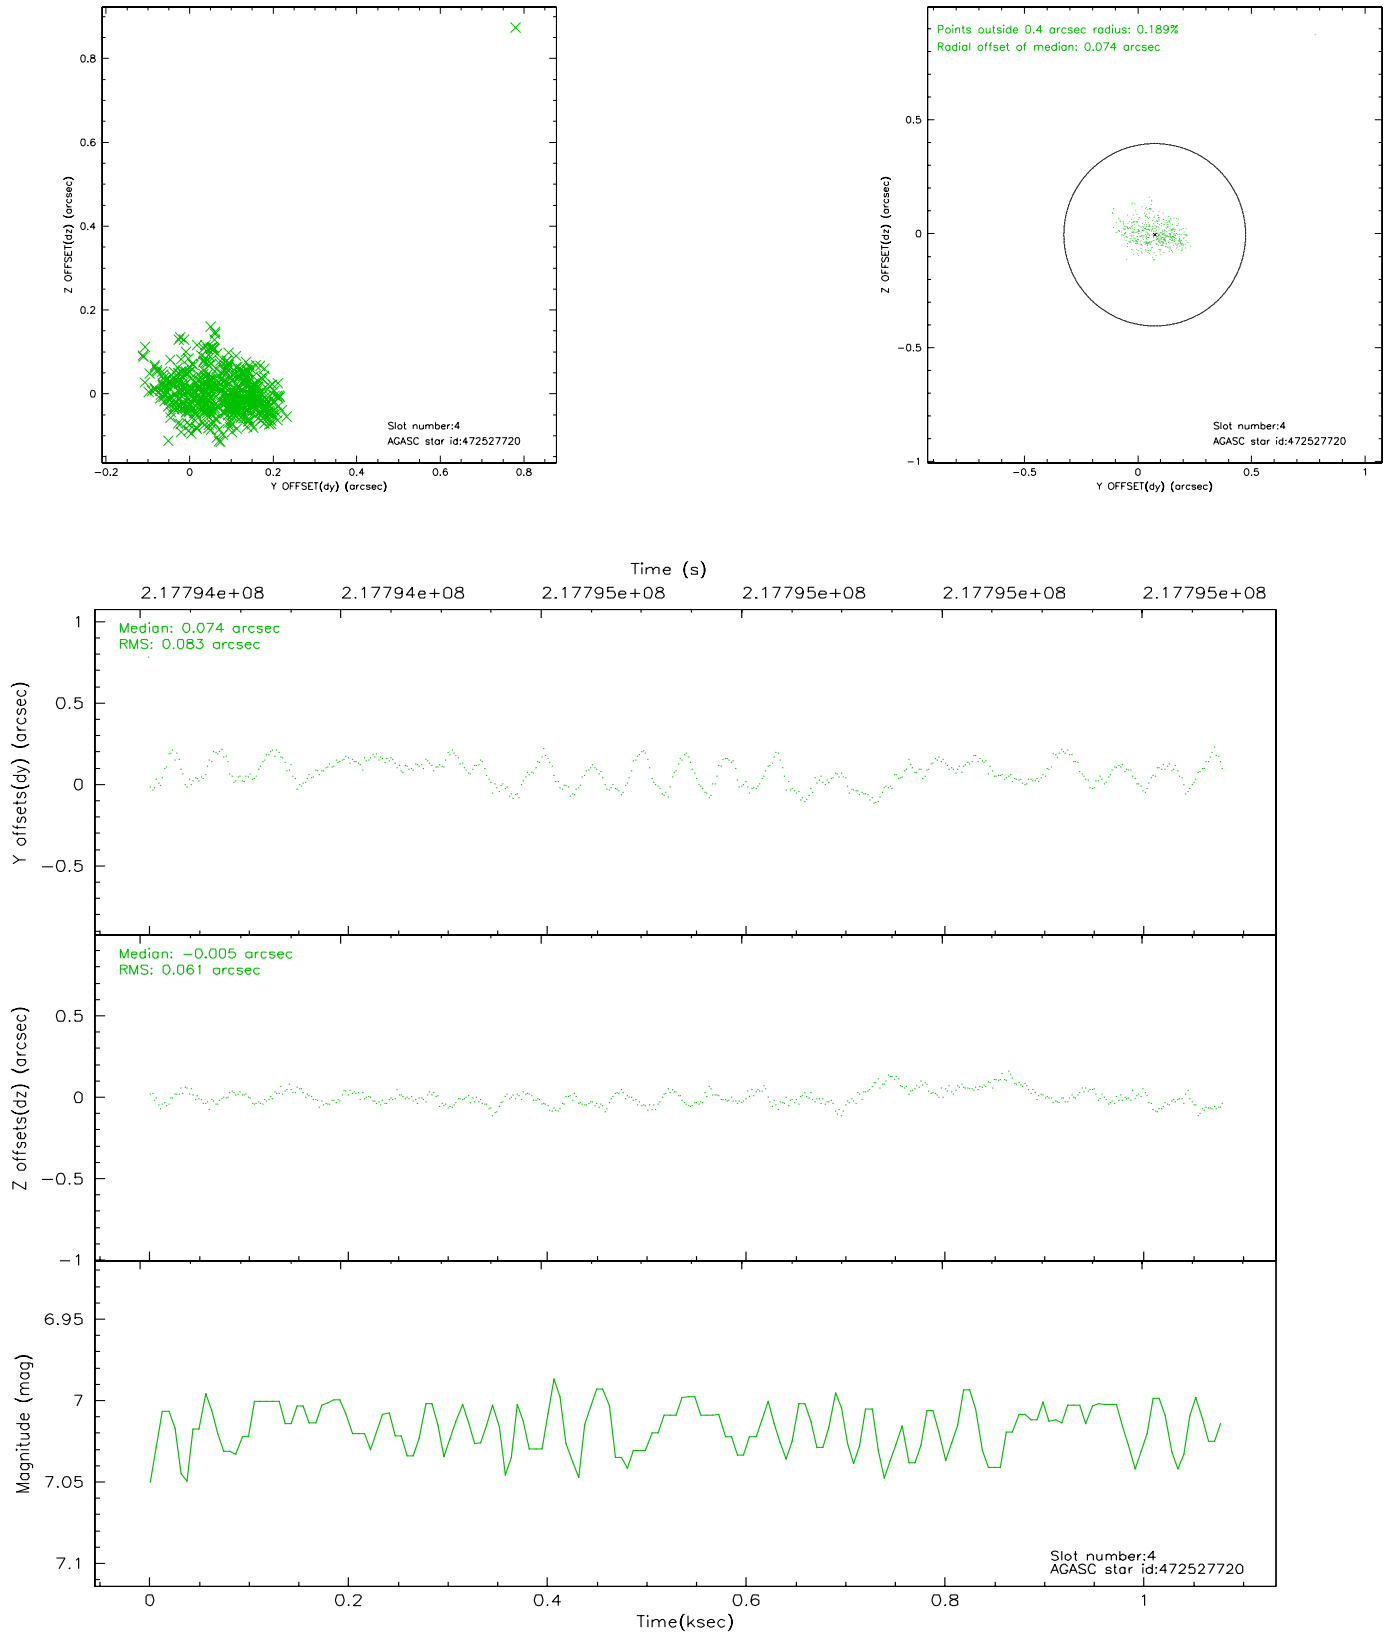 0.8
0.6
0.4
0.2
0
Z OFFSET(dz) (arcsec)
Slot number:4
AGASC star id:472527720
−0.2 0 0.2 0.4 0.6 0.8
Y OFFSET(dy) (arcsec)
Points outside 0.4 arcsec radius: 0.189%
Radial offset of median: 0.074 arcsec
0.5
0
−0.5
−1
Z OFFSET(dz) (arcsec)
Slot number:4
AGASC star id:472527720
−0.5 0 0.5 1
Y OFFSET(dy) (arcsec)
Time (s)
2.17794e+08 2.17794e+08 2.17795e+08 2.17795e+08 2.17795e+08 2.17795e+08
Median: 0.074 arcsec
RMS: 0.083 arcsec
1
0.5
0
−0.5
Y offsets(dy) (arcsec)
Median: −0.005 arcsec
RMS: 0.061 arcsec
0.5
0
−0.5
−1
Z offsets(dz) (arcsec)
6.95
7
7.05
7.1
Magnitude (mag)
Slot number:4
AGASC star id:472527720
0 0.2 0.4 0.6 0.8 1
Time(ksec)